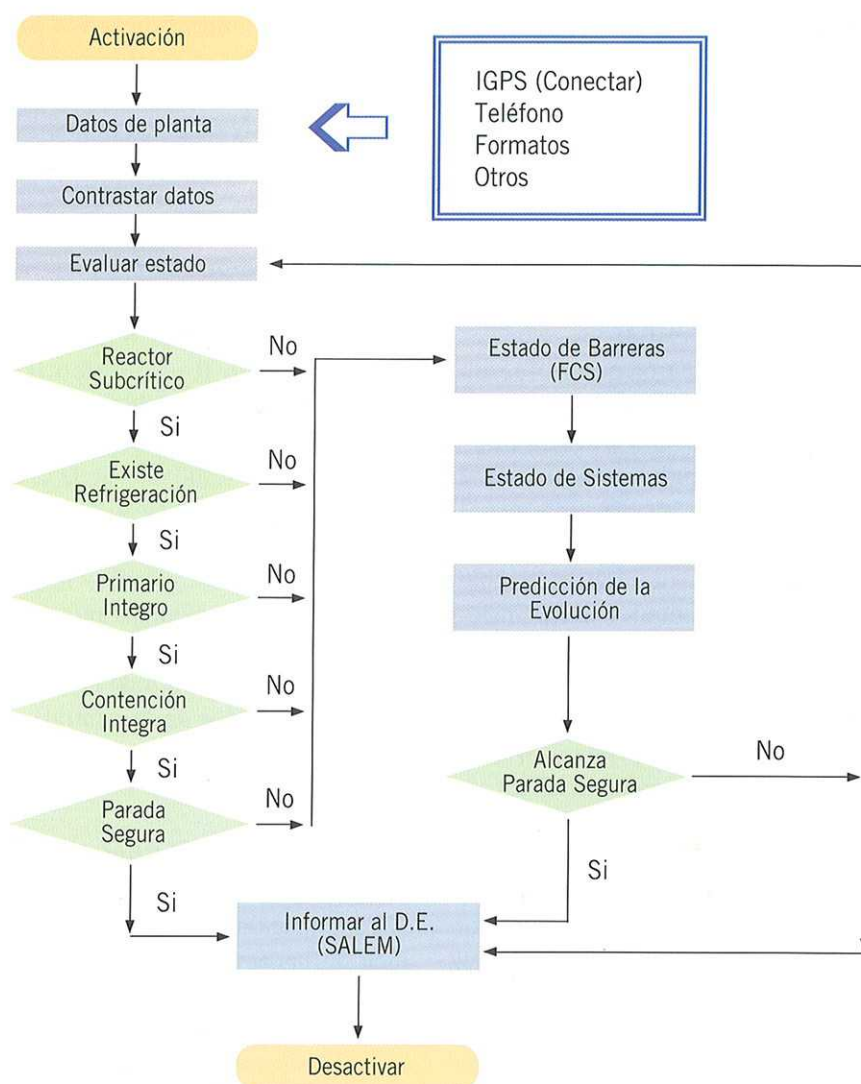 Activación
IGPS (Conectar)
Teléfono
Formatos
Otros
Datos de planta
Contrastar datos
Evaluar estado
Reactor
Subcrítico
No
Si
Existe
Refrigeración
No
Si
Primario
Integro
No
Si
Contención
Integra
No
Si
Parada
Segura
No
Si
Estado de Barreras
(FCS)
Estado de Sistemas
Predicción de la
Evolución
Alcanza
Parada Segura
No
Si
Informar al D.E.
(SALEM)
Desactivar